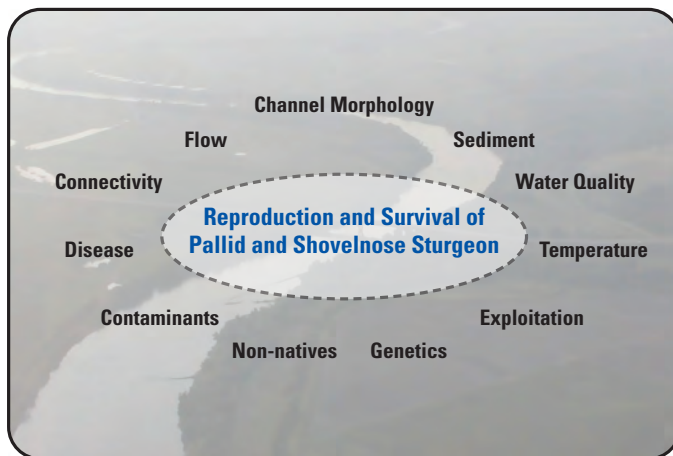 Channel Morphology
Flow
Sediment
Connectivity
Water Quality
Reproduction and Survival of
Pallid and Shovelnose Sturgeon
Disease
Temperature
Contaminants
Exploitation
Non-natives
Genetics